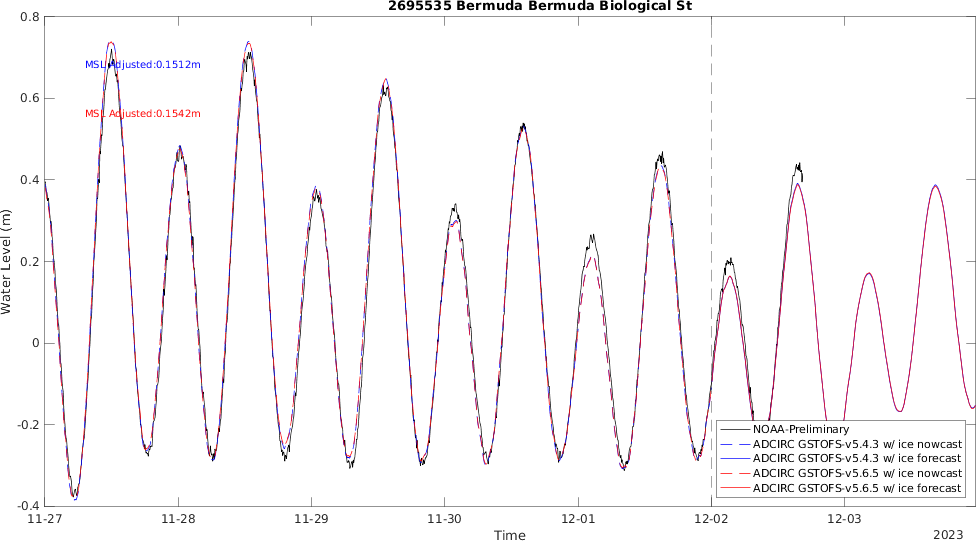 2695535 Bermuda Bermuda Biological St
0.8
0.6
0.4
0.2
0
-0.2
-0.4
Water Level (m)
MSL Adjusted:0.1512m
MSL Adjusted:0.1542m
NOAA-Preliminary
ADCIRC GSTOFS-v5.4.3 w/ ice nowcast
ADCIRC GSTOFS-v5.4.3 w/ ice forecast
ADCIRC GSTOFS-v5.6.5 w/ ice nowcast
ADCIRC GSTOFS-v5.6.5 w/ ice forecast
11-27 11-28 11-29 11-30 12-01 12-02 12-03
Time
2023